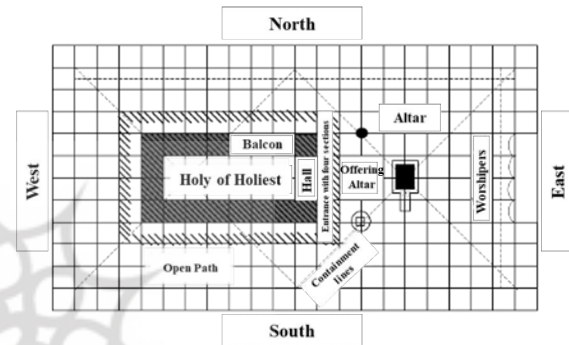 North
Altar
Balcon
Holy of Holiest
Hall
Entrance with four sections
Offering
Altar
Worshipers
West
East
Containment
lines
Open Path
South